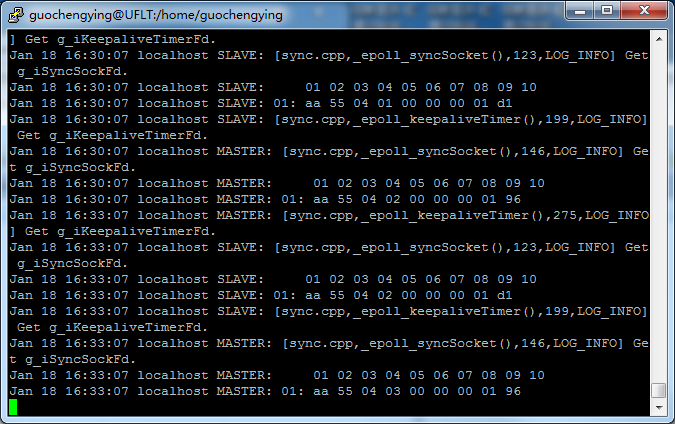 guochengying@UFLT:/home/guochengying
] Get g_iKeepaliveTimerFd.
Jan 18 16:30:07 localhost SLAVE: [sync.cpp,_epoll_syncSocket(),123,LOG_INFO] Get
 g_iSyncSockFd.
Jan 18 16:30:07 localhost SLAVE:     01 02 03 04 05 06 07 08 09 10
Jan 18 16:30:07 localhost SLAVE: 01: aa 55 04 01 00 00 00 01 d1
Jan 18 16:30:07 localhost SLAVE: [sync.cpp,_epoll_keepaliveTimer(),199,LOG_INFO]
 Get g_iKeepaliveTimerFd.
Jan 18 16:30:07 localhost MASTER: [sync.cpp,_epoll_syncSocket(),146,LOG_INFO] Ge
t g_iSyncSockFd.
Jan 18 16:30:07 localhost MASTER:     01 02 03 04 05 06 07 08 09 10
Jan 18 16:30:07 localhost MASTER: 01: aa 55 04 02 00 00 00 01 96
Jan 18 16:33:07 localhost MASTER: [sync.cpp,_epoll_keepaliveTimer(),275,LOG_INFO
] Get g_iKeepaliveTimerFd.
Jan 18 16:33:07 localhost SLAVE: [sync.cpp,_epoll_syncSocket(),123,LOG_INFO] Get
 g_iSyncSockFd.
Jan 18 16:33:07 localhost SLAVE:     01 02 03 04 05 06 07 08 09 10
Jan 18 16:33:07 localhost SLAVE: 01: aa 55 04 02 00 00 00 01 d1
Jan 18 16:33:07 localhost SLAVE: [sync.cpp,_epoll_keepaliveTimer(),199,LOG_INFO]
 Get g_iKeepaliveTimerFd.
Jan 18 16:33:07 localhost MASTER: [sync.cpp,_epoll_syncSocket(),146,LOG_INFO] Ge
t g_iSyncSockFd.
Jan 18 16:33:07 localhost MASTER:     01 02 03 04 05 06 07 08 09 10
Jan 18 16:33:07 localhost MASTER: 01: aa 55 04 03 00 00 00 01 96